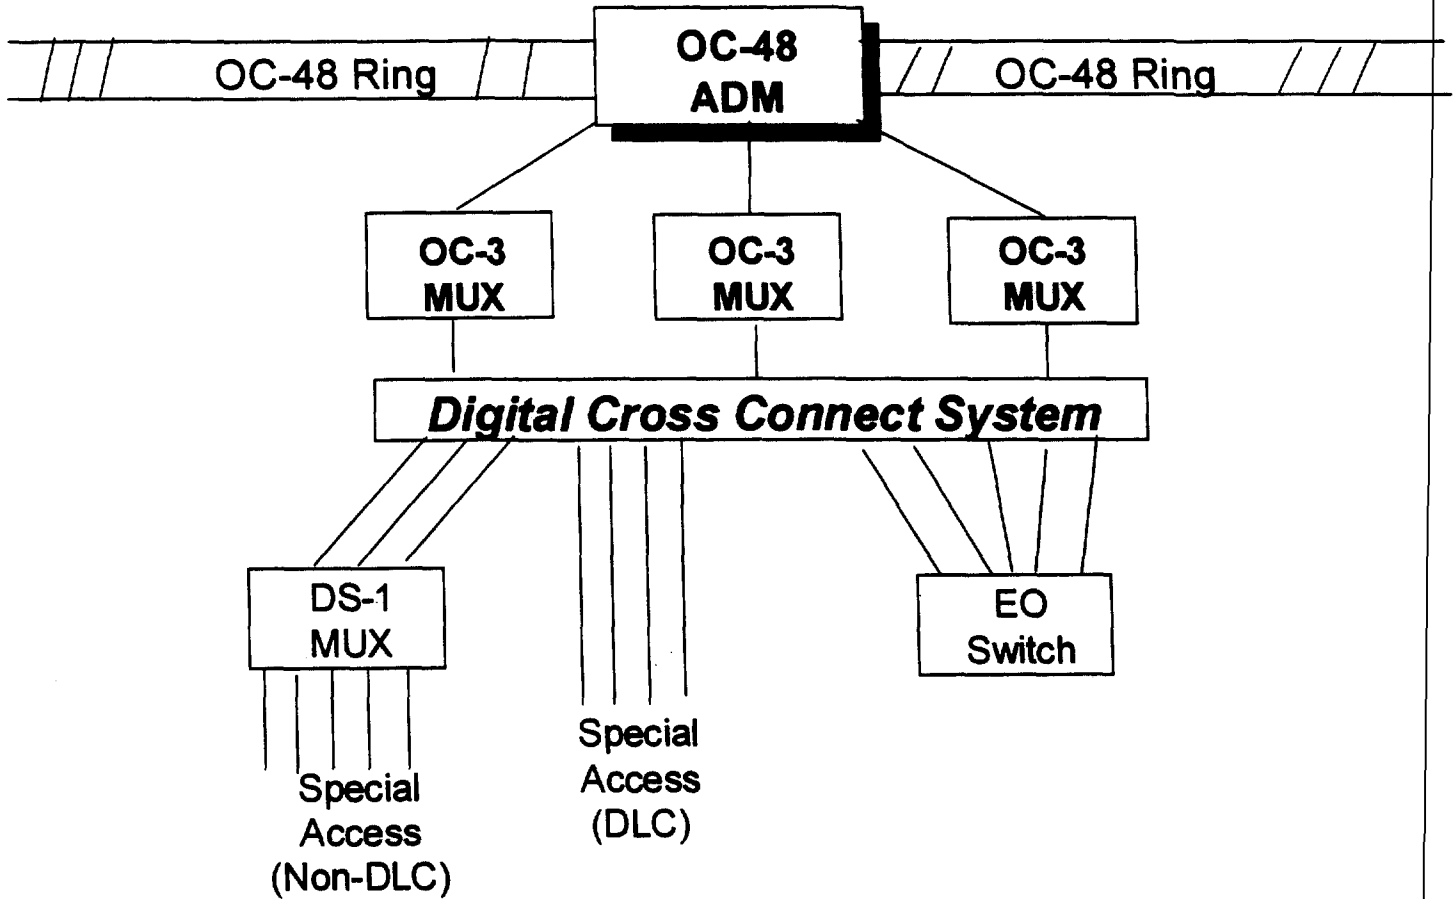 OC-48 Ring
OC-48
ADM
OC-48 Ring
OC-3
MUX
OC-3
MUX
OC-3
MUX
Digital Cross Connect System
DS-1
MUX
EO
Switch
Special
Access
(DLC)
Special
Access
(Non-DLC)